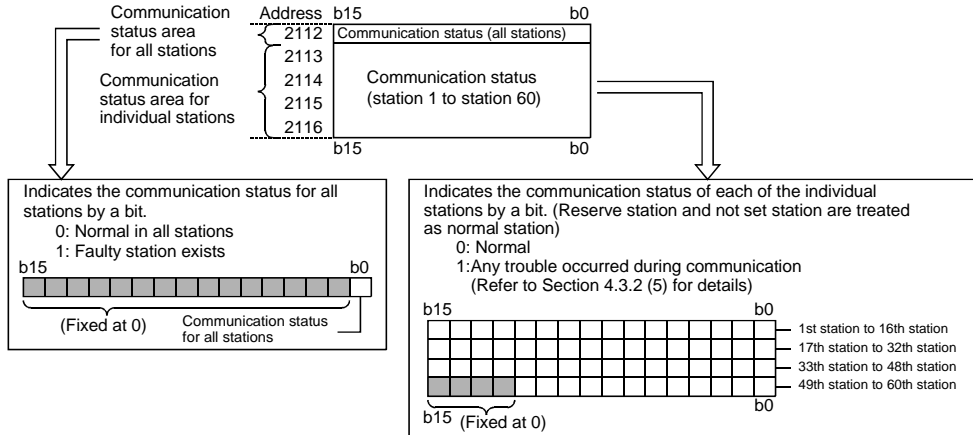 Communication
status area
for all stations
Communication
status area for
individual stations
Address
2112
2113
2114
2115
2116
b15
b0
Communication status (all stations)
Communication status
(station 1 to station 60)
b15
b0
Indicates the communication status for all
stations by a bit.
0: Normal in all stations
1: Faulty station exists
b15
b0
(Fixed at 0)
Communication status
for all stations
Indicates the communication status of each of the individual
stations by a bit. (Reserve station and not set station are treated
as normal station)
0: Normal
1:Any trouble occurred during communication
(Refer to Section 4.3.2 (5) for details)
b15
b0
1st station to 16th station
17th station to 32th station
33th station to 48th station
49th station to 60th station
b15
b0
(Fixed at 0)